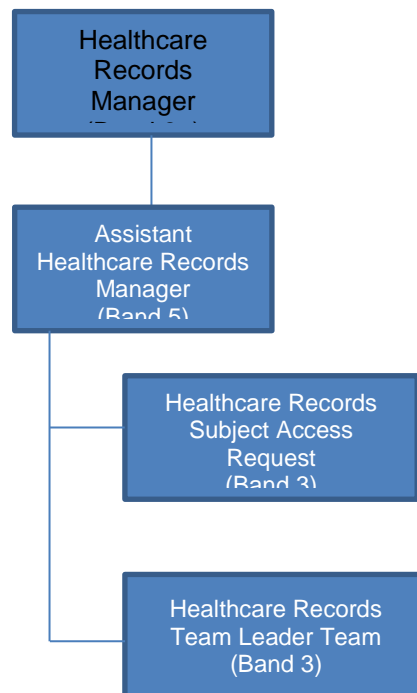 Healthcare
Records
Manager
Assistant
Healthcare Records
Manager
(Band 5)
Healthcare Records
Subject Access
Request
(Band 3)
Healthcare Records
Team Leader Team
(Band 3)